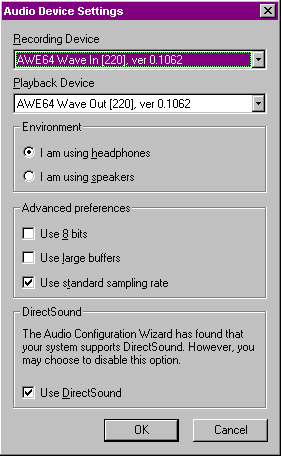 Audio Device Settings
Recording Device
AWE64 Wave In [220], ver 0.1062
Playback Device
AWE64 Wave Out [220], ver 0.1062
Environment
I am using headphones
I am using speakers
Advanced preferences
Use 8 bits
Use large buffers
Use standard sampling rate
DirectSound
The Audio Configuration Wizard has found that
your system supports DirectSound. However, you
may choose to disable this option.
Use DirectSound
OK Cancel